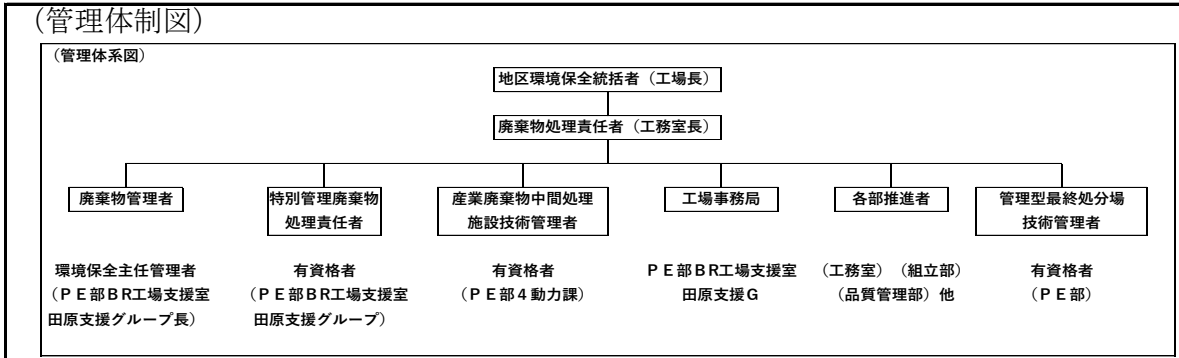 (管理体制図)
(管理体系図)
地区環境保全統括者(工場長)
廃棄物処理責任者(工務室長)
廃棄物管理者
特別管理廃棄物
処理責任者
産業廃棄物中間処理
施設技術管理者
工場事務局
各部推進者
管理型最終処分場
技術管理者
環境保全主任管理者
(PE部BR工場支援室
田原支援グループ長)
有資格者
(PE部BR工場支援室
田原支援グループ)
有資格者
(PE部4動力課)
PE部BR工場支援室
田原支援G
(工務室)(組立部)
(品質管理部)他
有資格者
(PE部)